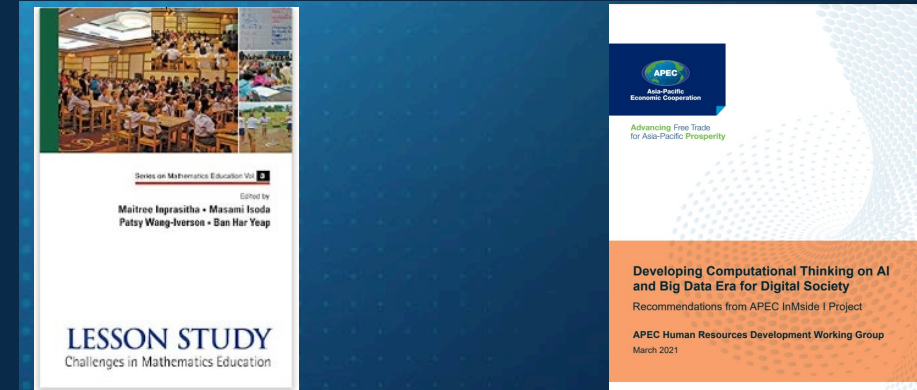 Series on Mathematics Education Vol. 3
Edited by
Maitree Inprasitha • Masami Isoda
Patsy Wang-Iverson • Ban Har Yeap
LESSON STUDY
Challenges in Mathematics Education
APEC
Asia-Pacific
Economic Cooperation
Advancing Free Trade
for Asia-Pacific Prosperity
Developing Computational Thinking on AI
and Big Data Era for Digital Society
Recommendations from APEC InMside I Project
APEC Human Resources Development Working Group
March 2021